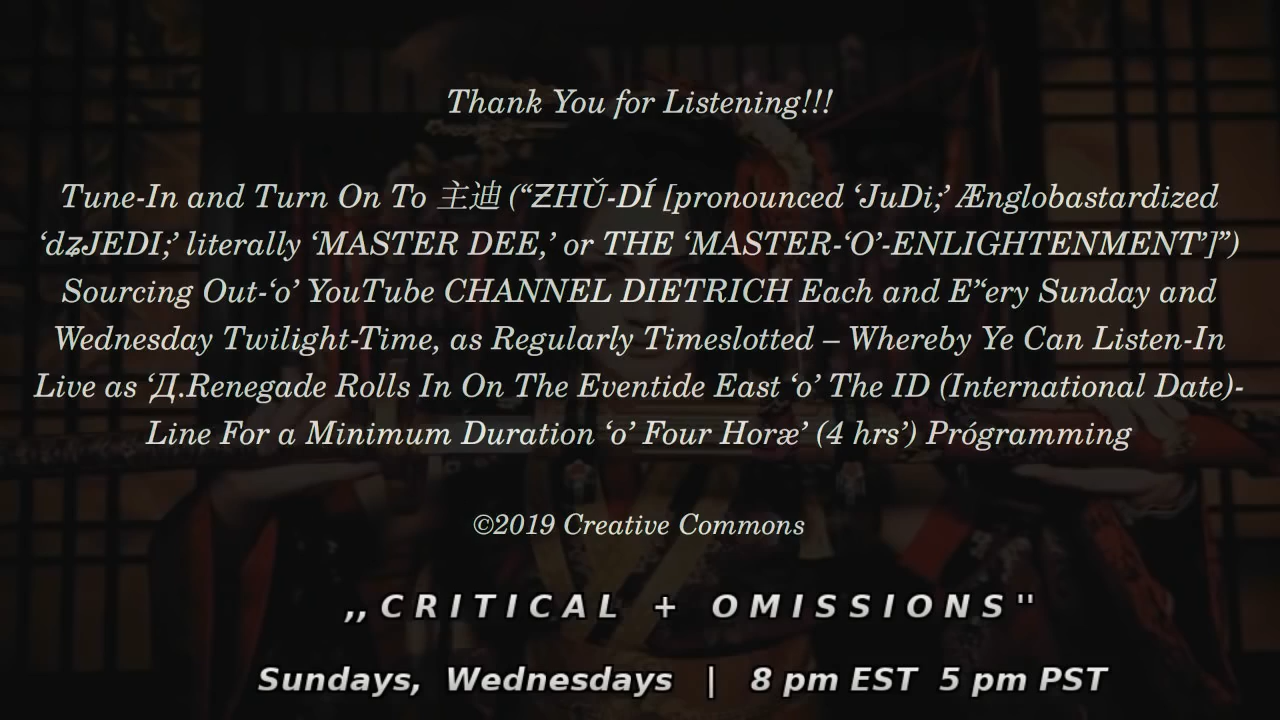 Thank You for Listening!!!
Tune-In and Turn On To 主迪 (“ƵHǓ-DÍ [pronounced ‘JuDi;’ Ænglobastardized
‘dʑJEDI;’ literally ‘MASTER DEE,’ or THE ‘MASTER-‘O’-ENLIGHTENMENT’]”)
Sourcing Out-‘o’ YouTube CHANNEL DIETRICH Each and E”ery Sunday and
Wednesday Twilight-Time, as Regularly Timeslotted – Whereby Ye Can Listen-In
Live as ‘Д.Renegade Rolls In On The Eventide East ‘o’ The ID (International Date)-
Line For a Minimum Duration ‘o’ Four Horæ’ (4 hrs’) Prógramming
©2019 Creative Commons
,,CRITICAL + OMISSIONS"
Sundays, Wednesdays | 8 pm EST 5 pm PST